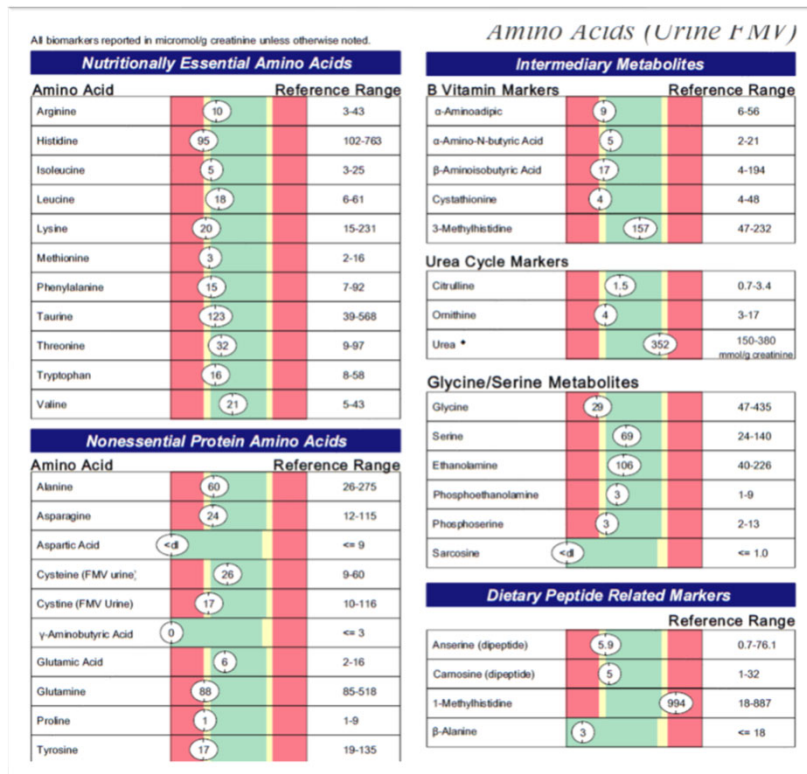 Amino Acids (Urine FMV)
All biomarkers reported in micromol/g creatinine unless otherwise noted.
Nutritionally Essential Amino Acids
Amino Acid Reference Range
Arginine 10 3-43
Histidine 95 102-763
Isoleucine 5 3-25
Leucine 18 6-61
Lysine 20 15-231
Methionine 3 2-16
Phenylalanine 15 7-92
Taurine 123 39-568
Threonine 32 9-97
Tryptophan 16 8-58
Valine 21 5-43
Nonessential Protein Amino Acids
Amino Acid Reference Range
Alanine 60 26-275
Asparagine 24 12-115
Aspartic Acid <dl <= 9
Cysteine (FMV urine) 26 9-60
Cystine (FMV Urine) 17 10-116
γ-Aminobutyric Acid 0 <= 3
Glutamic Acid 6 2-16
Glutamine 88 85-518
Proline 1 1-9
Tyrosine 17 19-135
Intermediary Metabolites
B Vitamin Markers Reference Range
α-Aminoadipic 9 6-56
α-Amino-N-butyric Acid 5 2-21
β-Aminoisobutyric Acid 17 4-194
Cystathionine 4 4-48
3-Methylhistidine 157 47-232
Urea Cycle Markers
Citrulline 1.5 0.7-3.4
Ornithine 4 3-17
Urea ♦ 352 150-380
mmol/g creatinine
Glycine/Serine Metabolites
Glycine 29 47-435
Serine 69 24-140
Ethanolamine 106 40-226
Phosphoethanolamine 3 1-9
Phosphoserine 3 2-13
Sarcosine <dl <= 1.0
Dietary Peptide Related Markers
Reference Range
Anserine (dipeptide) 5.9 0.7-76.1
Carnosine (dipeptide) 5 1-32
1-Methylhistidine 994 18-887
β-Alanine 3 <= 18